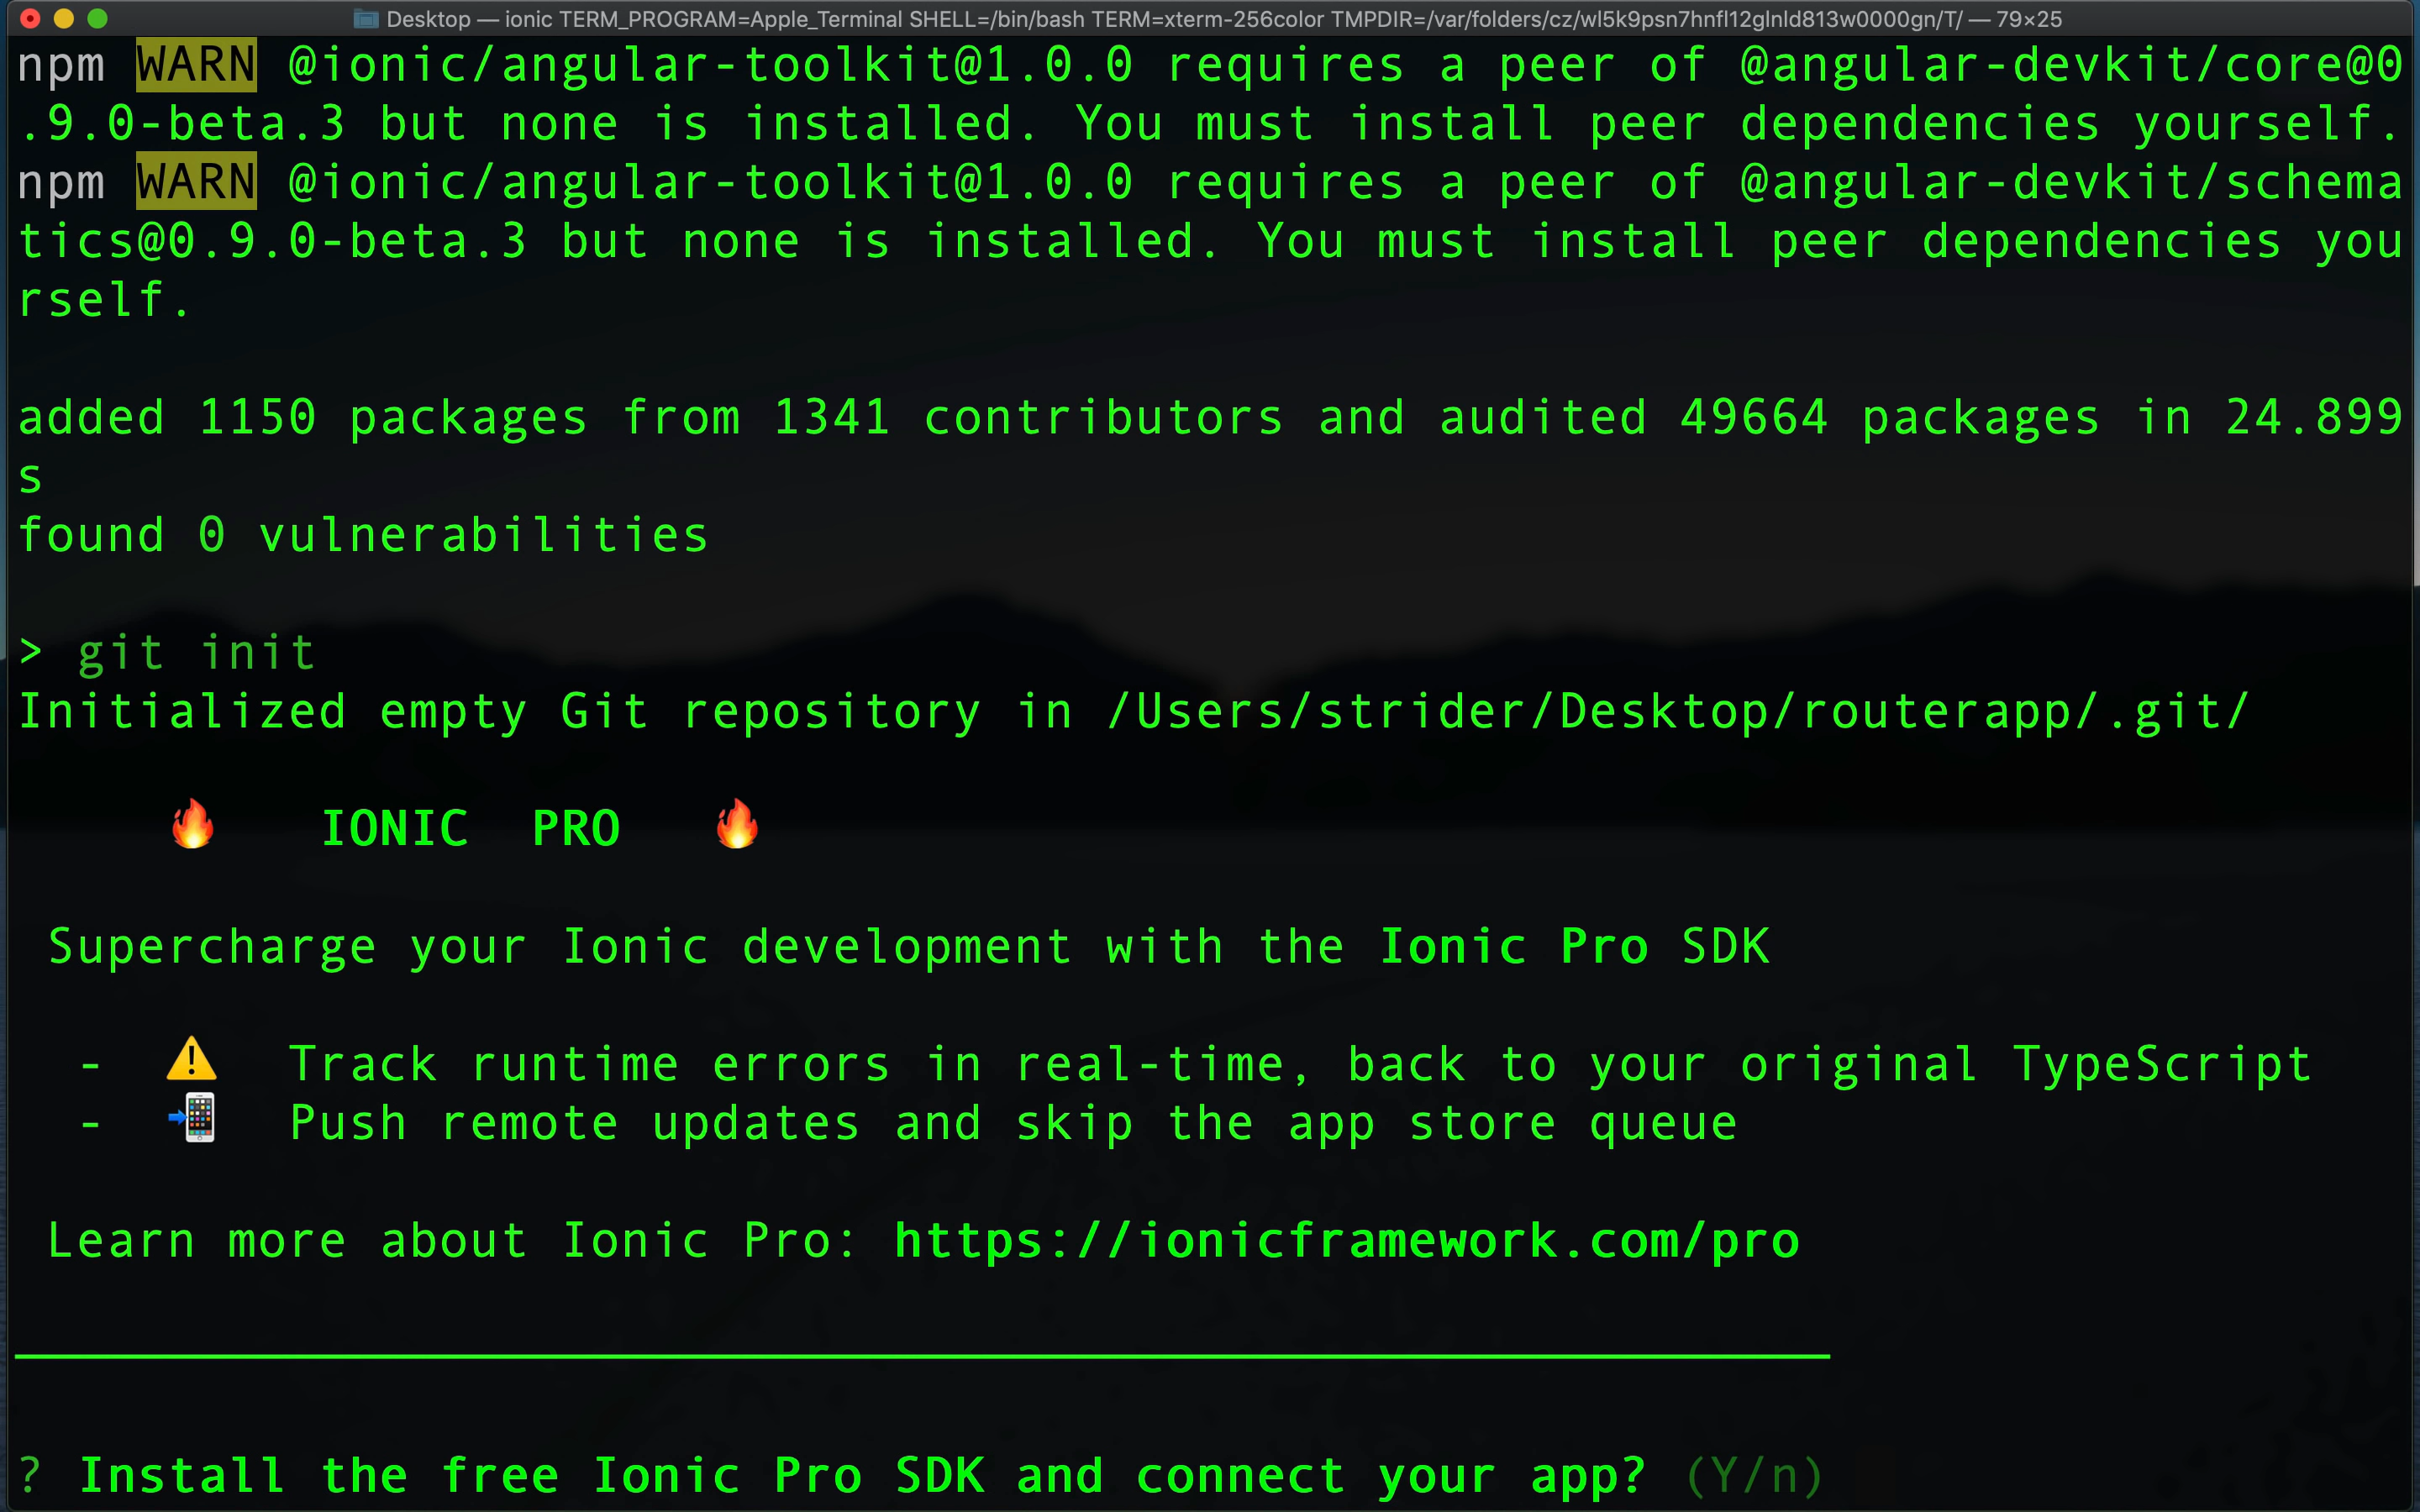 Desktop — ionic TERM_PROGRAM=Apple_Terminal SHELL=/bin/bash TERM=xterm-256color TMPDIR=/var/folders/cz/wl5k9psn7hnfl12glnld813w0000gn/T/ — 79×25
npm WARN @ionic/angular-toolkit@1.0.0 requires a peer of @angular-devkit/core@0
.9.0-beta.3 but none is installed. You must install peer dependencies yourself.
npm WARN @ionic/angular-toolkit@1.0.0 requires a peer of @angular-devkit/schema
tics@0.9.0-beta.3 but none is installed. You must install peer dependencies you
rself.
added 1150 packages from 1341 contributors and audited 49664 packages in 24.899
s
found 0 vulnerabilities
> git init
Initialized empty Git repository in /Users/strider/Desktop/routerapp/.git/
🔥 IONIC PRO 🔥
Supercharge your Ionic development with the Ionic Pro SDK
- ⚠️ Track runtime errors in real-time, back to your original TypeScript
- 📲 Push remote updates and skip the app store queue
Learn more about Ionic Pro: https://ionicframework.com/pro
? Install the free Ionic Pro SDK and connect your app? (Y/n)